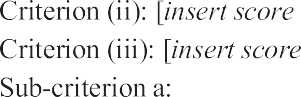 Criterion (ii): [insert score
Criterion (iii): [insert score
Sub-criterion a: